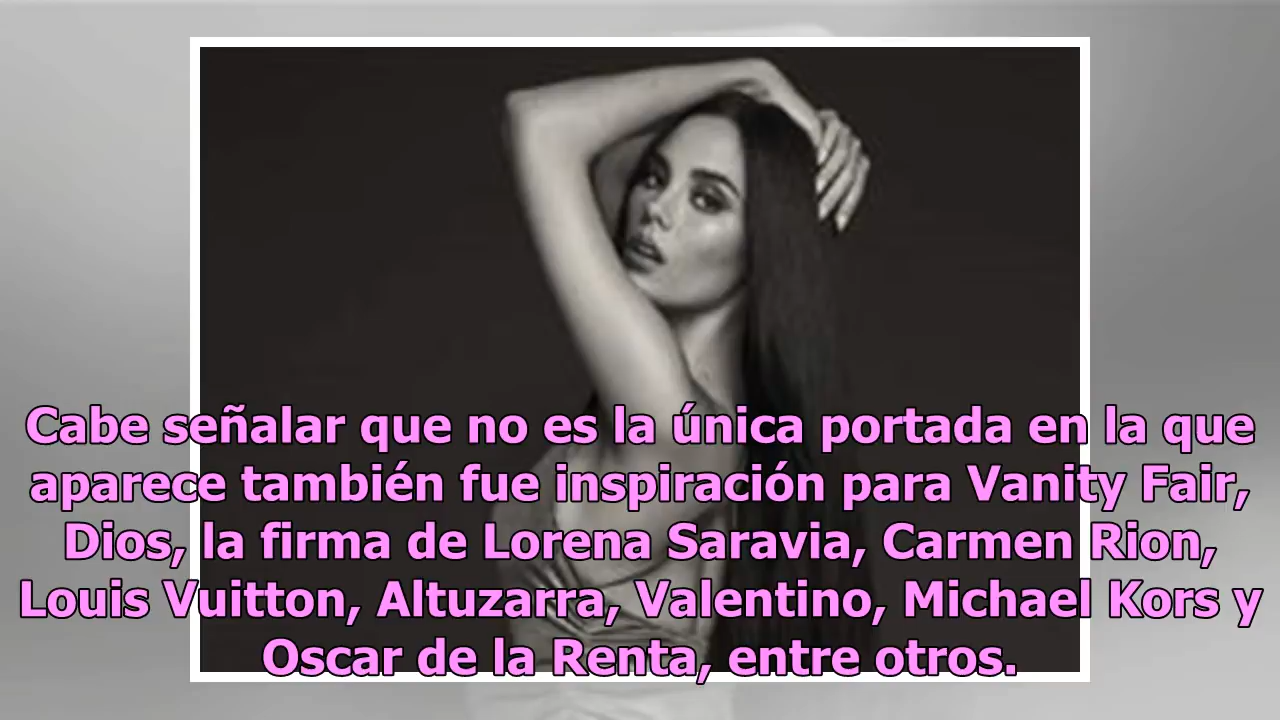 Cabe señalar que no es la única portada en la que
aparece también fue inspiración para Vanity Fair,
Dios, la firma de Lorena Saravia, Carmen Rion,
Louis Vuitton, Altuzarra, Valentino, Michael Kors y
Oscar de la Renta, entre otros.